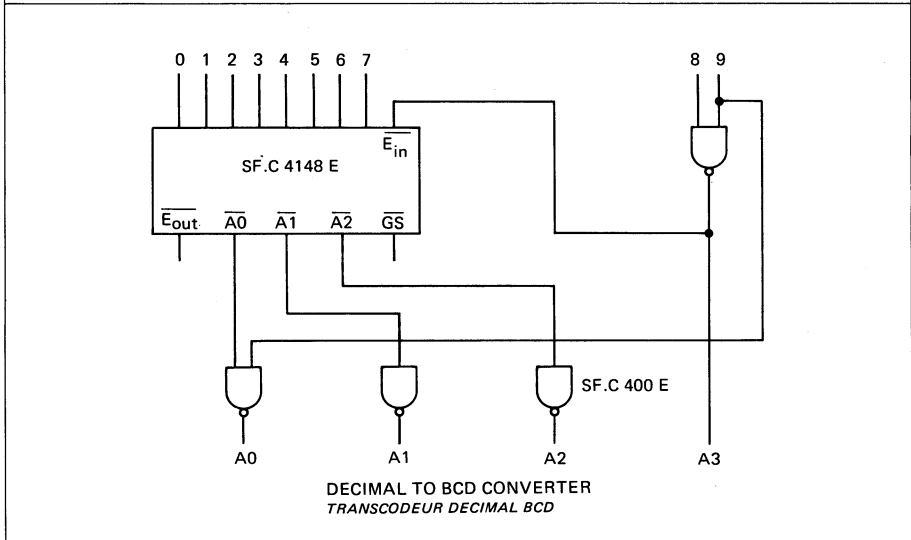 0 1 2 3 4 5 6 7 8 9
E̅i̅n̅
SF.C 4148 E
E̅o̅u̅t̅ A̅0̅ A̅1̅ A̅2̅ G̅S̅
SF.C 400 E
A0 A1 A2 A3
DECIMAL TO BCD CONVERTER
TRANSCODEUR DECIMAL BCD